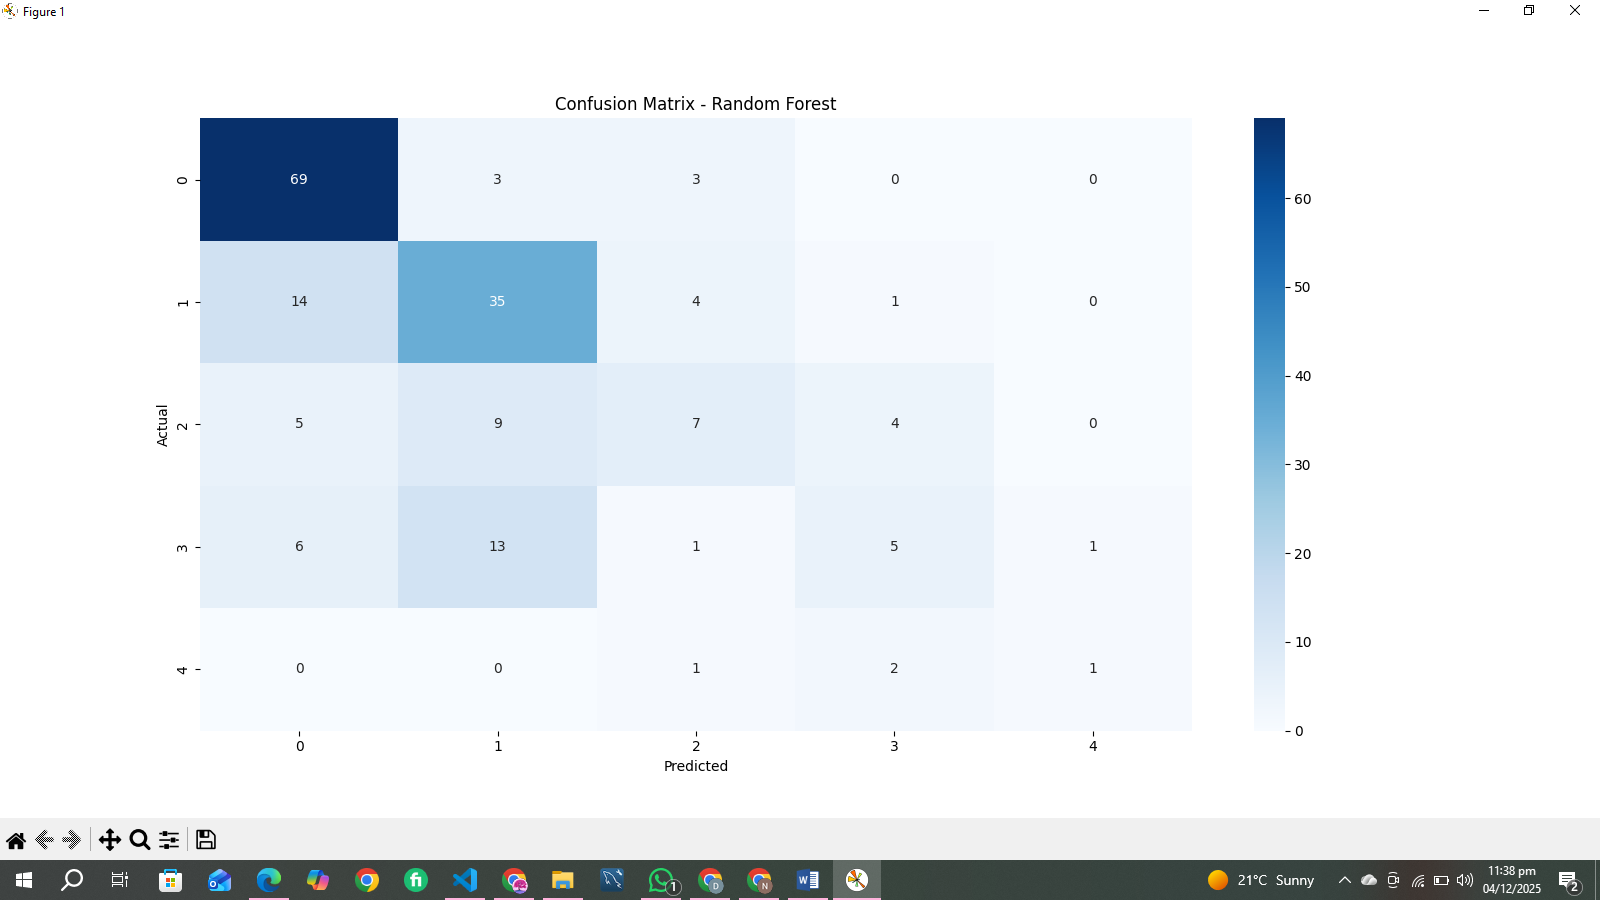 Figure 1
Confusion Matrix - Random Forest
0 69 3 3 0 0
1 14 35 4 1 0
2 5 9 7 4 0
3 6 13 1 5 1
4 0 0 1 2 1
0 1 2 3 4
Actual
Predicted
60
50
40
30
20
10
0
1
D
N
21°C Sunny
11:38 pm
04/12/2025
2